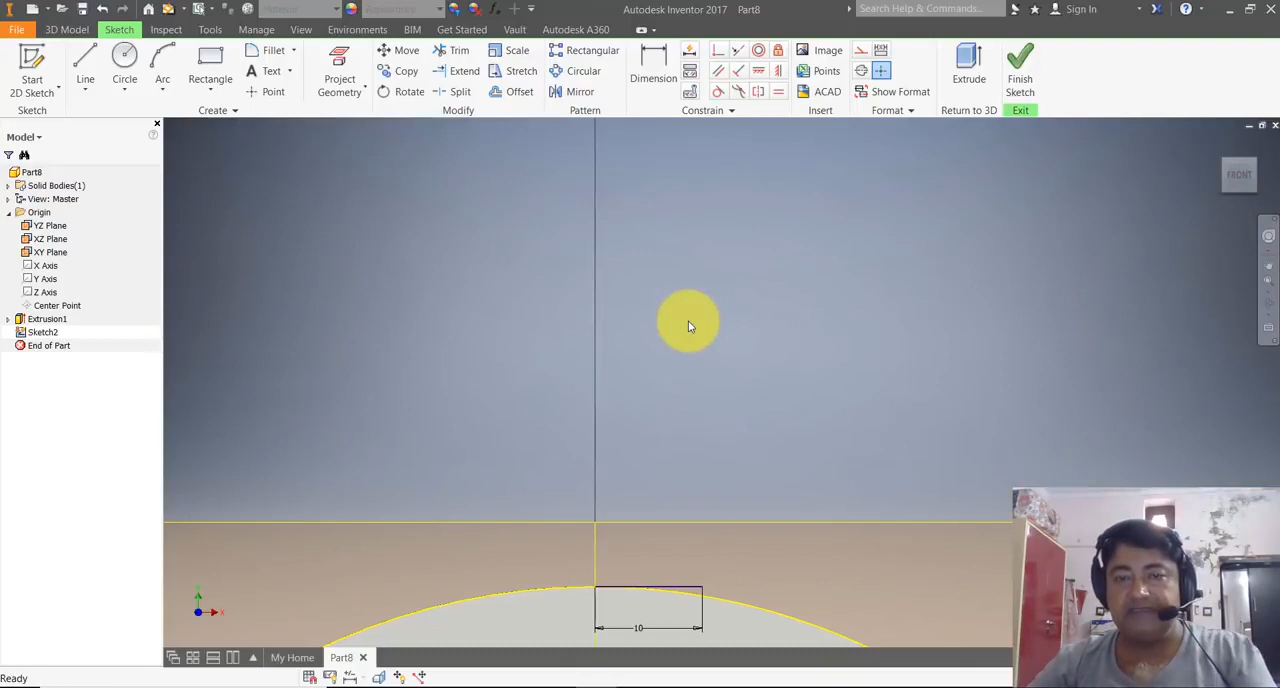 Material
Appearance
Autodesk Inventor 2017 Part8
Search Help & Commands...
Sign In
File
3D Model
Sketch
Inspect
Tools
Manage
View
Environments
BIM
Get Started
Vault
Autodesk A360
Start
2D Sketch
Line
Circle
Arc
Rectangle
Fillet
Text
Point
Project
Geometry
Move
Copy
Rotate
Trim
Extend
Split
Scale
Stretch
Offset
Rectangular
Circular
Mirror
Dimension
Image
Points
ACAD
Show Format
Extrude
Finish
Sketch
Sketch
Create
Modify
Pattern
Constrain
Insert
Format
Return to 3D
Exit
Model
Part8
Solid Bodies(1)
View: Master
Origin
YZ Plane
XZ Plane
XY Plane
X Axis
Y Axis
Z Axis
Center Point
Extrusion1
Sketch2
End of Part
FRONT
10
X
My Home
Part8
Ready